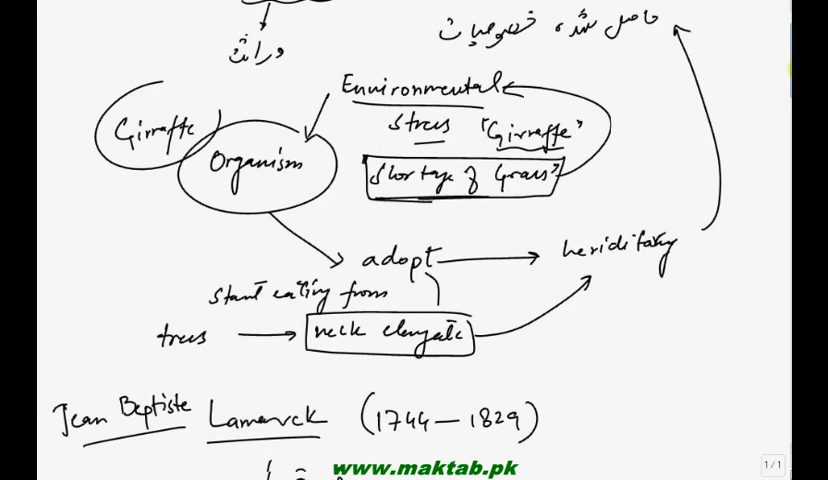 حاصل شدہ خصوصیات
وراثت
Environmental
Girraffe
stress "Girraffe"
Organism
Shortage of Grass"
adopt
heriditary
Start eating from
trees
neck elongate
Jean Beptiste Lamarck (1744-1829)
www.maktab.pk
1/1